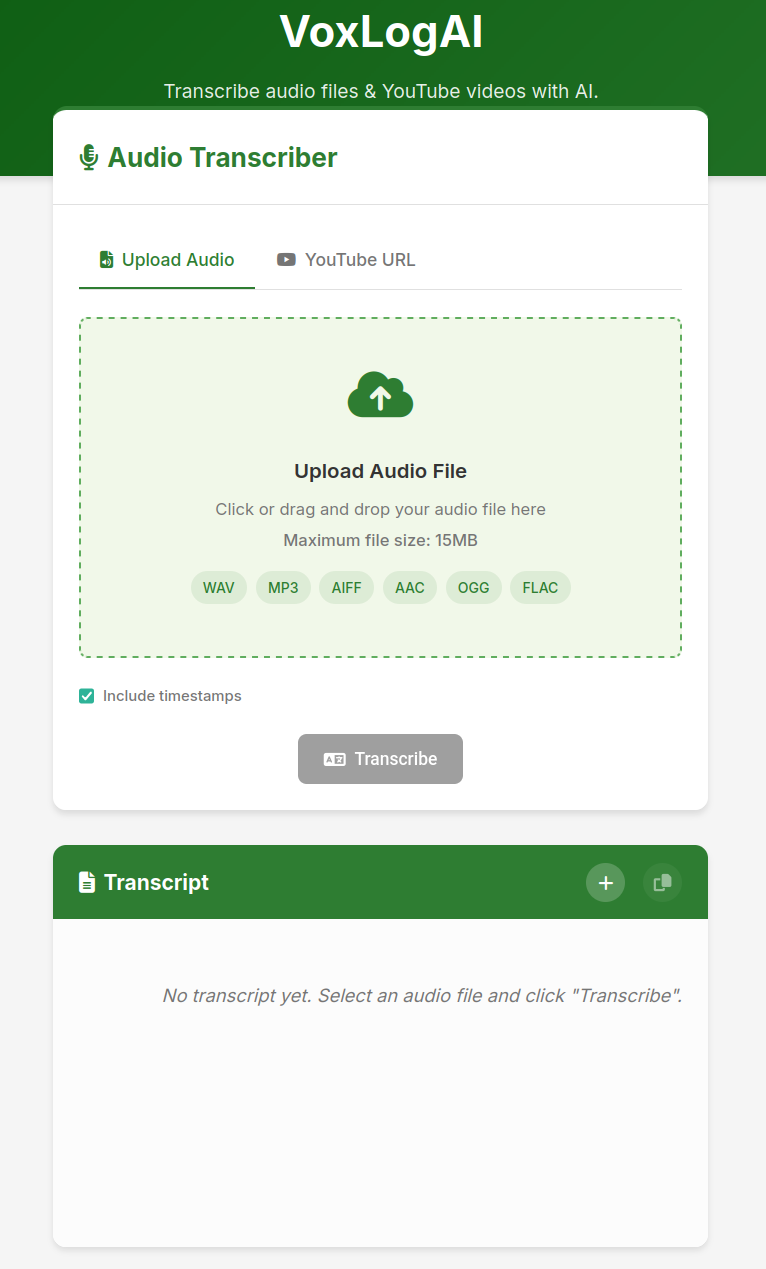 VoxLogAI
Transcribe audio files & YouTube videos with AI.
Audio Transcriber
Upload Audio
YouTube URL
Upload Audio File
Click or drag and drop your audio file here
Maximum file size: 15MB
WAV MP3 AIFF AAC OGG FLAC
Include timestamps
Transcribe
Transcript
No transcript yet. Select an audio file and click "Transcribe".